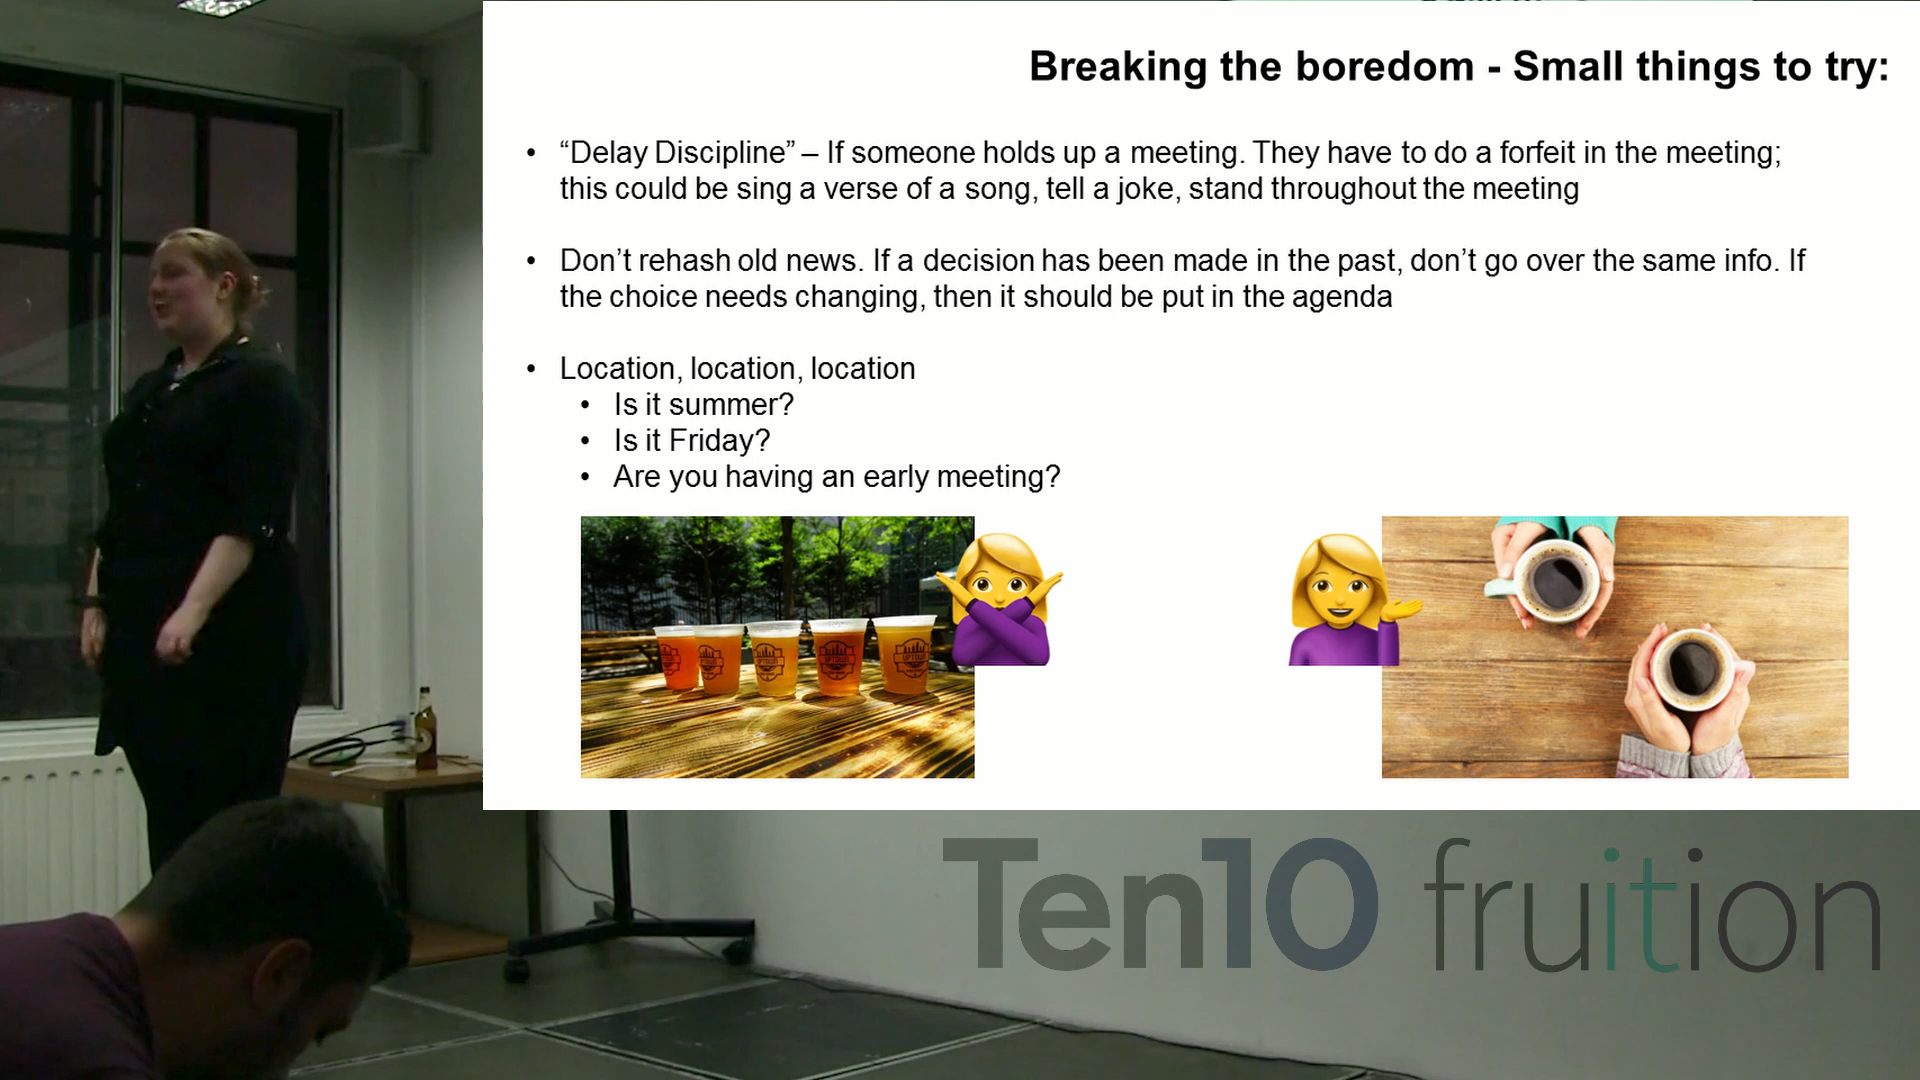 Breaking the boredom - Small things to try:
• “Delay Discipline” – If someone holds up a meeting. They have to do a forfeit in the meeting;
this could be sing a verse of a song, tell a joke, stand throughout the meeting
• Don’t rehash old news. If a decision has been made in the past, don’t go over the same info. If
the choice needs changing, then it should be put in the agenda
• Location, location, location
• Is it summer?
• Is it Friday?
• Are you having an early meeting?
UPTOWN
Ten10 fruition